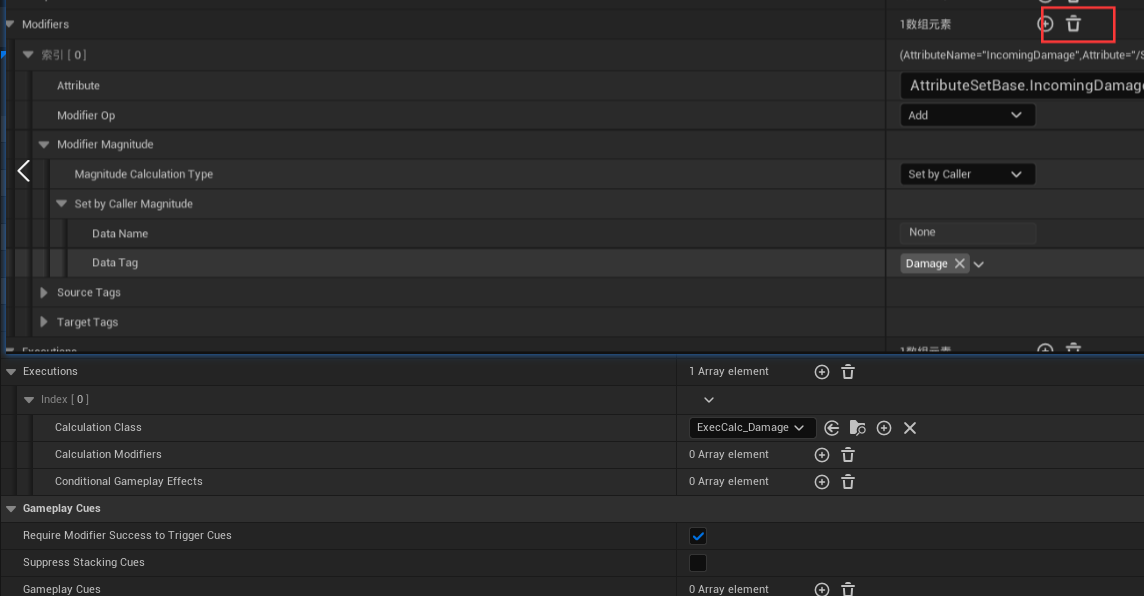 Modifiers 1数组元素
索引 [ 0 ] (AttributeName="IncomingDamage",Attribute="/S
Attribute AttributeSetBase.IncomingDamage
Modifier Op Add
Modifier Magnitude
Magnitude Calculation Type Set by Caller
Set by Caller Magnitude
Data Name None
Data Tag Damage
Source Tags
Target Tags
Executions 1数组元素
Executions 1 Array element
Index [ 0 ]
Calculation Class ExecCalc_Damage
Calculation Modifiers 0 Array element
Conditional Gameplay Effects 0 Array element
Gameplay Cues
Require Modifier Success to Trigger Cues
Suppress Stacking Cues
Gameplay Cues 0 Array element